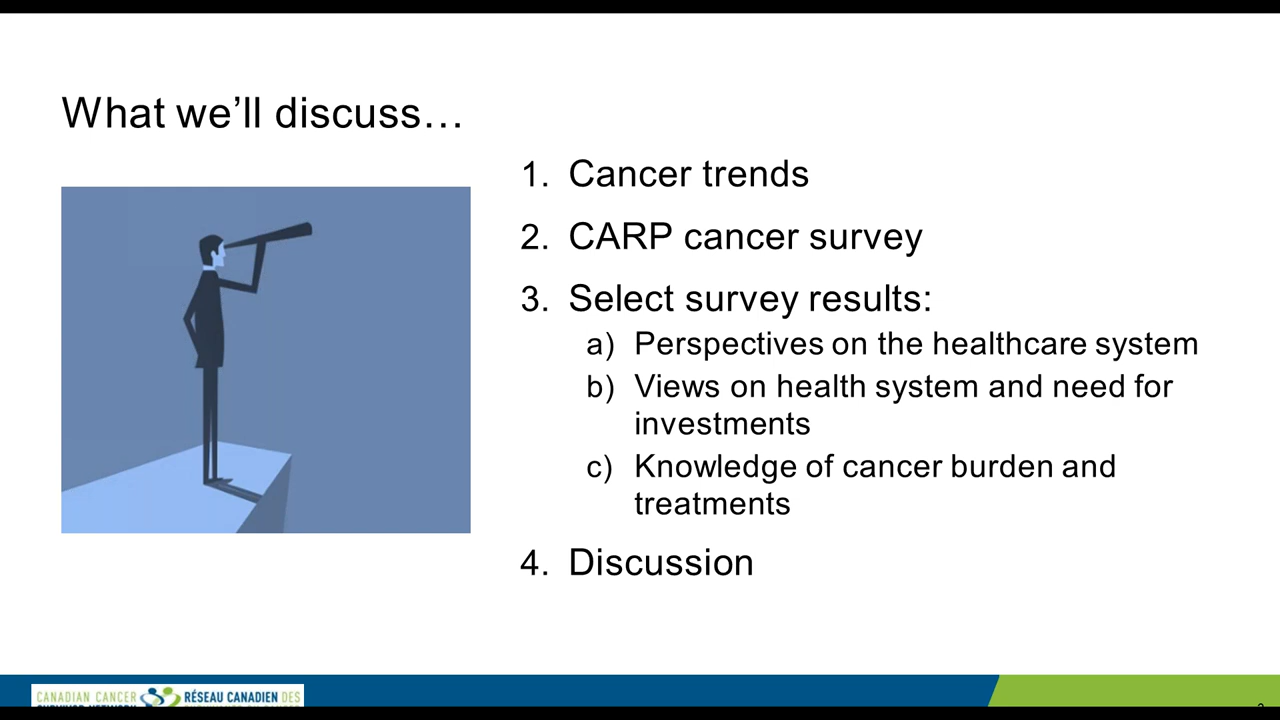 What we’ll discuss…
1. Cancer trends
2. CARP cancer survey
3. Select survey results:
a) Perspectives on the healthcare system
b) Views on health system and need for
investments
c) Knowledge of cancer burden and
treatments
4. Discussion
CANADIAN CANCER
RÉSEAU CANADIEN DES